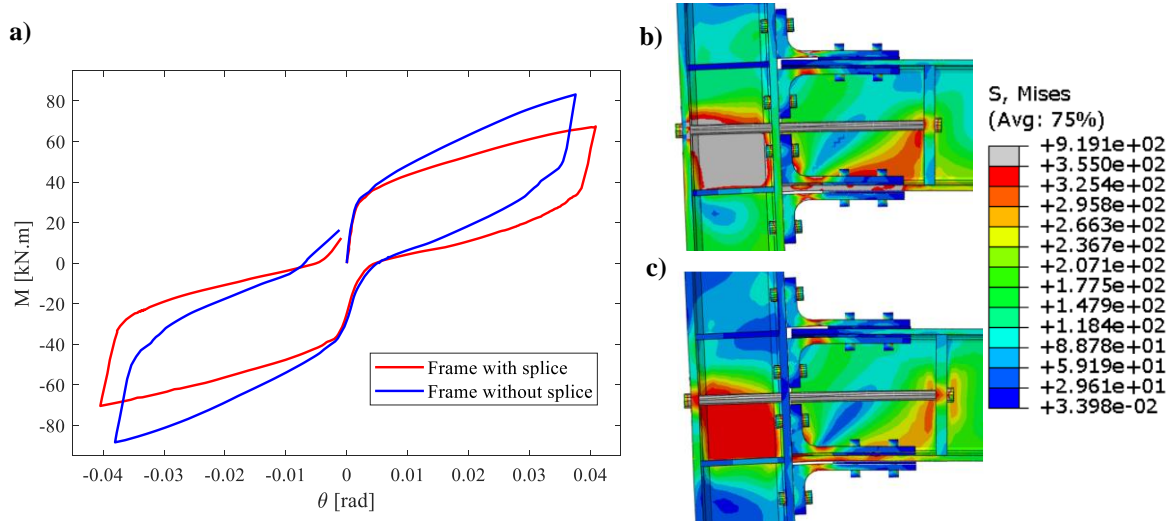 a)
M [kN.m]
80
60
40
20
0
-20
-40
-60
-80
Frame with splice
Frame without splice
-0.04 -0.03 -0.02 -0.01 0 0.01 0.02 0.03 0.04
θ [rad]
b)
c)
S, Mises
(Avg: 75%)
+9.191e+02
+3.550e+02
+3.254e+02
+2.958e+02
+2.663e+02
+2.367e+02
+2.071e+02
+1.775e+02
+1.479e+02
+1.184e+02
+8.878e+01
+5.919e+01
+2.961e+01
+3.398e-02